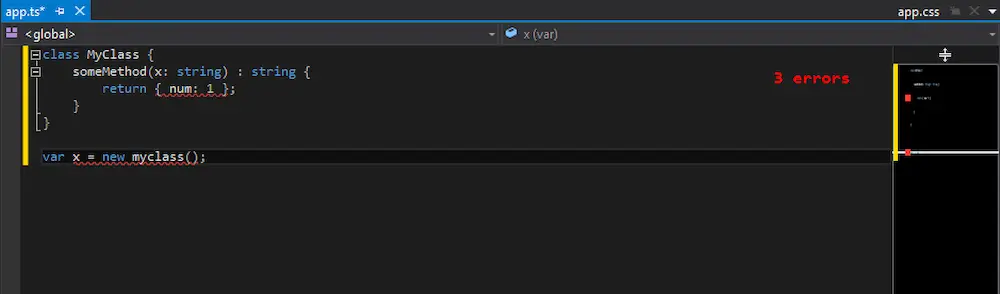 app.ts*
app.css
<global>
x (var)
class MyClass {
someMethod(x: string) : string {
3 errors
return { num: 1 };
}
}
var x = new myclass();